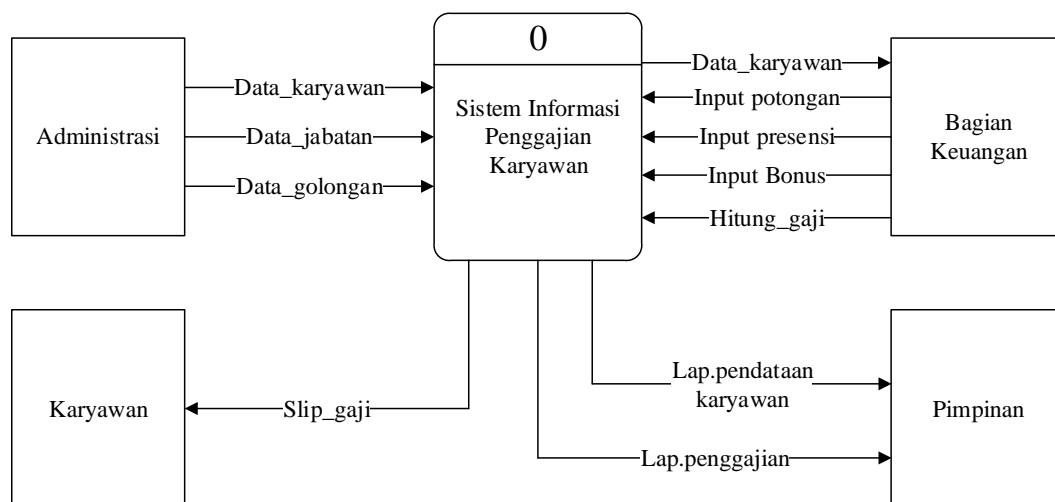 0
Sistem Informasi
Penggajian
Karyawan
Administrasi
Data_karyawan
Data_jabatan
Data_golongan
Data_karyawan
Input potongan
Input presensi
Input Bonus
Hitung_gaji
Bagian
Keuangan
Karyawan
Slip_gaji
Lap.pendataan
karyawan
Lap.penggajian
Pimpinan